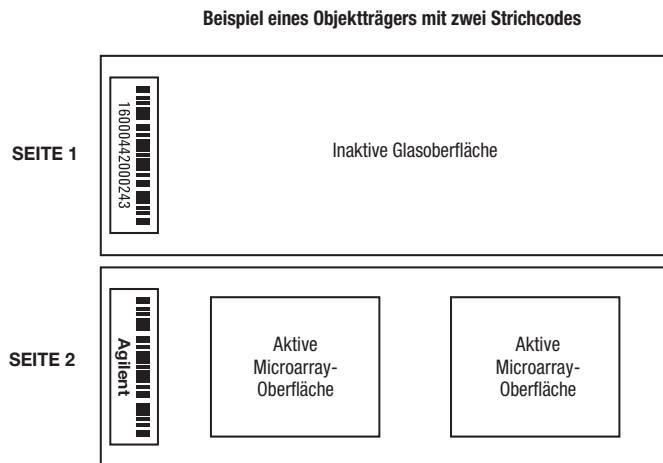 Beispiel eines Objektträgers mit zwei Strichcodes
SEITE 1
16000442000243
Inaktive Glasoberfläche
SEITE 2
Agilent
Aktive
Microarray-
Oberfläche
Aktive
Microarray-
Oberfläche